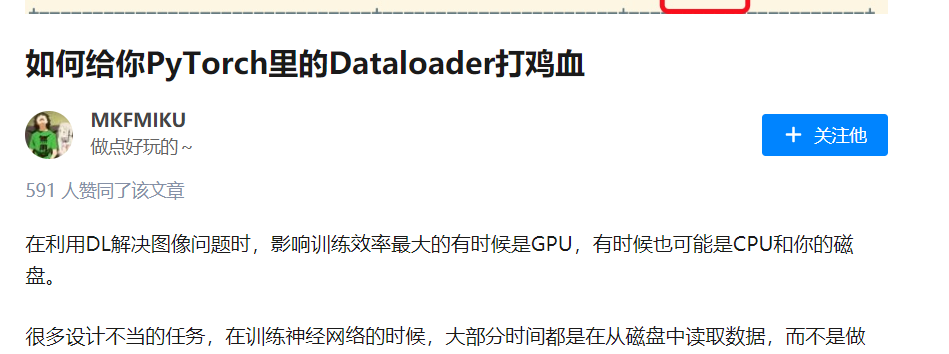 如何给你PyTorch里的Dataloader打鸡血
MKFMIKU
做点好玩的~
+ 关注他
591 人赞同了该文章
在利用DL解决图像问题时，影响训练效率最大的有时候是GPU，有时候也可能是CPU和你的磁
盘。
很多设计不当的任务，在训练神经网络的时候，大部分时间都是在从磁盘中读取数据，而不是做